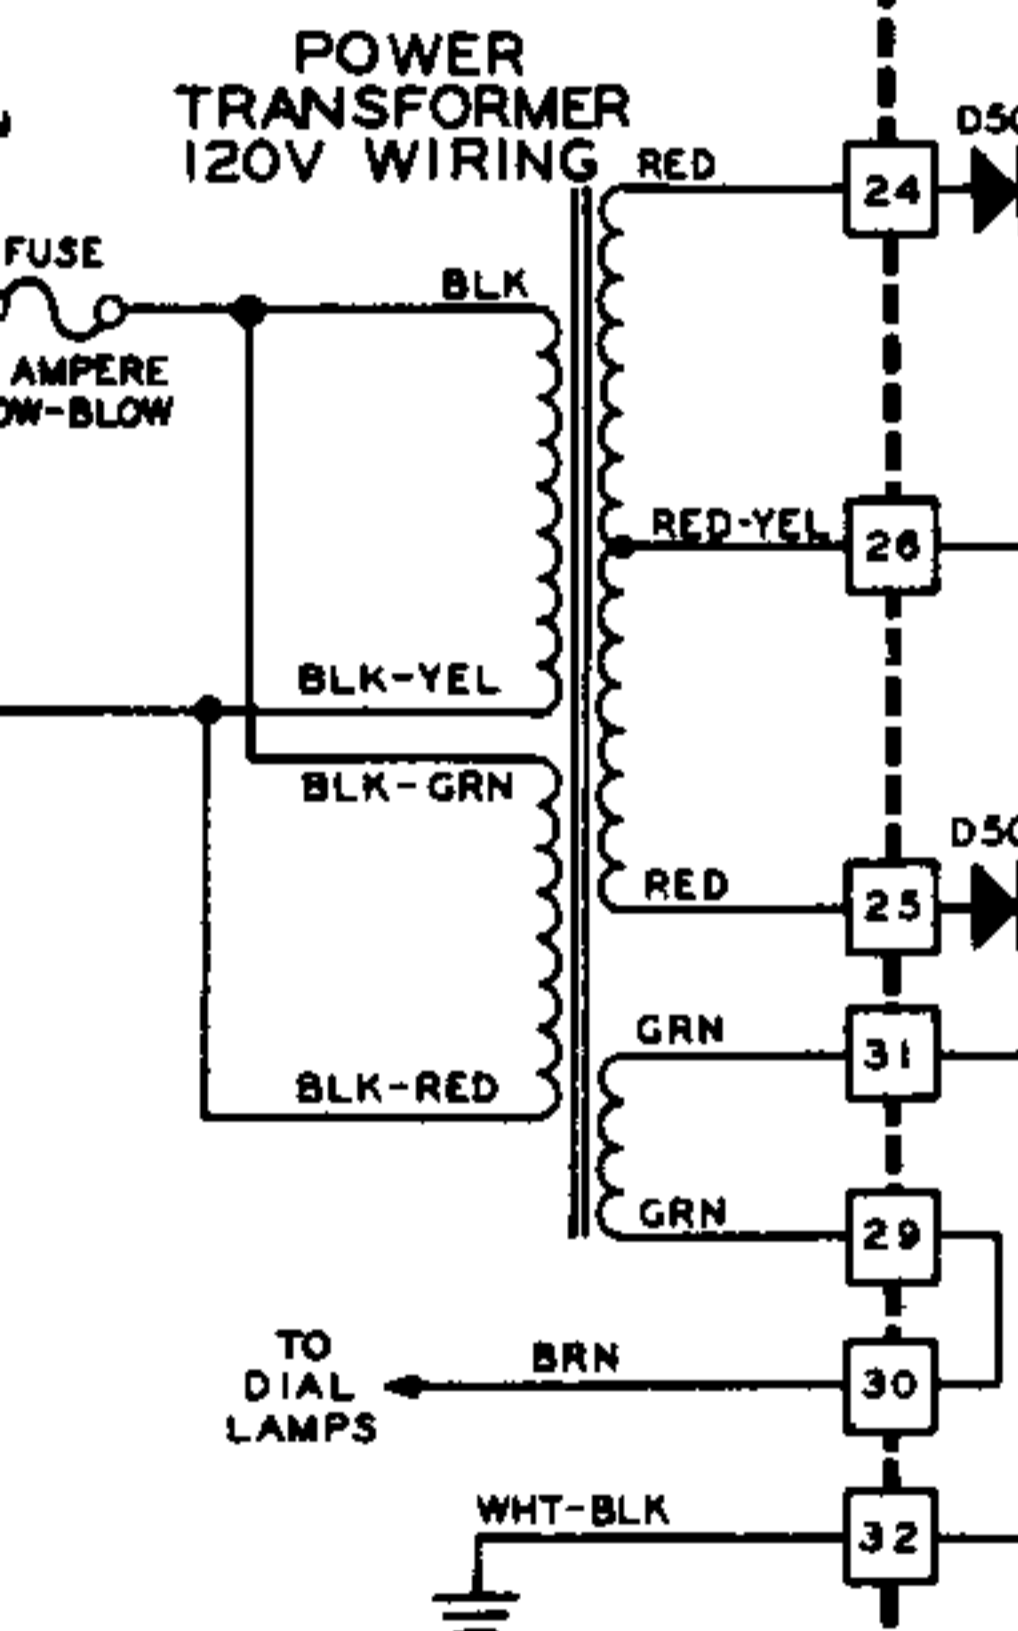 POWER
TRANSFORMER
120V WIRING
RED
24
FUSE
BLK
AMPERE
RED-YEL
26
BLK-YEL
BLK-GRN
RED
25
GRN
31
BLK-RED
GRN
29
TO
DIAL
LAMPS
BRN
30
WHT-BLK
32